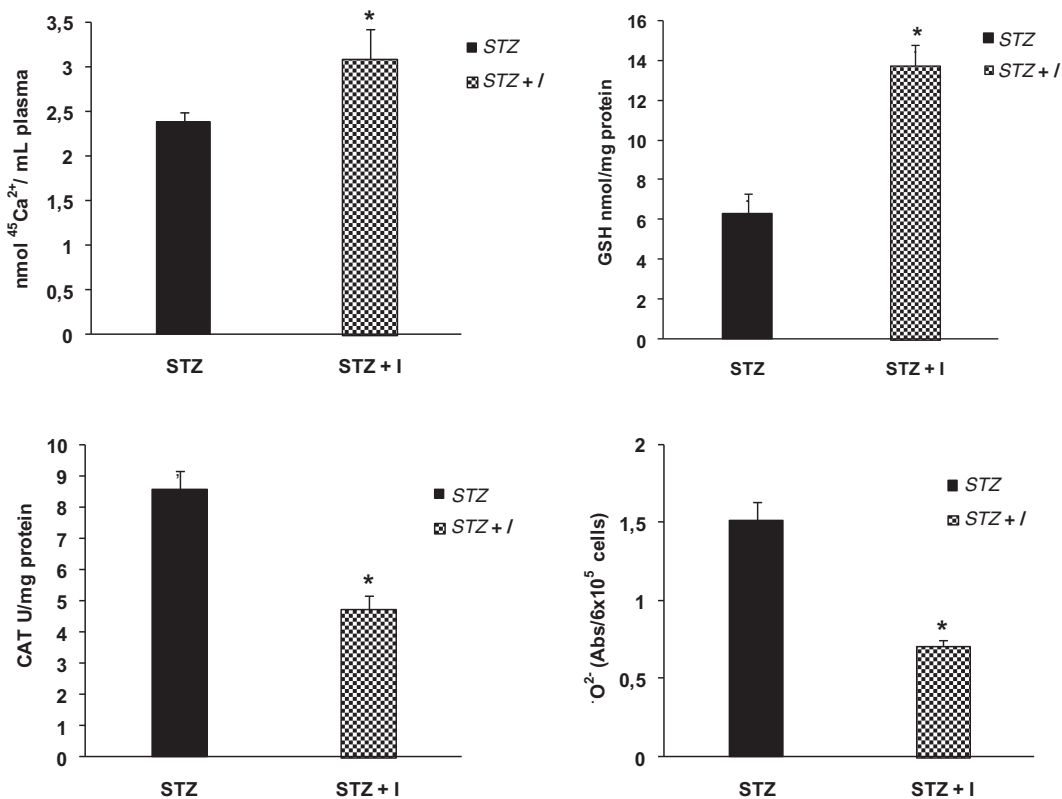 nmol ⁴⁵Ca²⁺/ mL plasma
3,5
3
2,5
2
1,5
1
0,5
0
*
STZ
STZ + I
STZ
STZ + I
GSH nmol/mg protein
16
14
12
10
8
6
4
2
0
*
STZ
STZ + I
STZ
STZ + I
CAT U/mg protein
10
9
8
7
6
5
4
3
2
1
0
*
STZ
STZ + I
STZ
STZ + I
·O²⁻ (Abs/6x10⁵ cells)
2
1,5
1
0,5
0
*
STZ
STZ + I
STZ
STZ + I